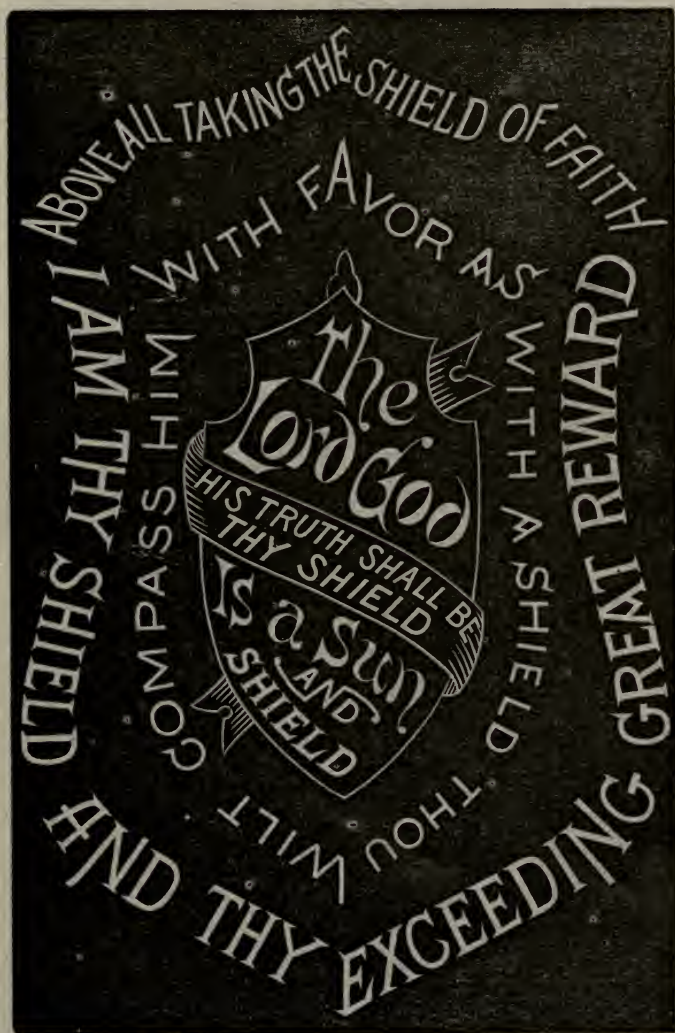 ABOVE ALL TAKING THE SHIELD OF FAITH
I AM THY SHIELD
AND THY EXCEEDING
GREAT REWARD
WITH FAVOR AS
WITH A SHIELD
THOU WILT
COMPASS HIM
The
Lord God
HIS TRUTH SHALL BE
THY SHIELD
Is a Sun
AND
SHIELD